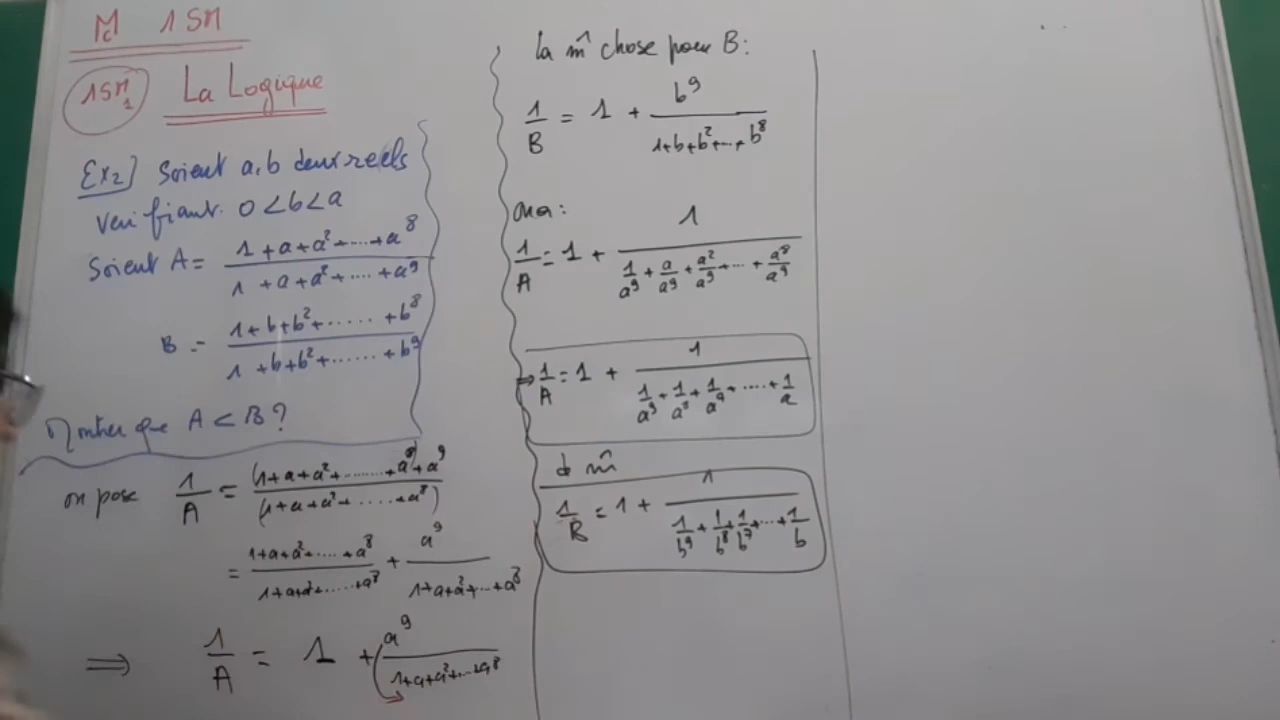 Mc 1SM
1SM1 La Logique
Ex2] Soient a, b deux reels
verifiant. 0 < b < a
Soient A = (1 + a + a² + ... + a⁸) / (1 + a + a² + .... + a⁹)
B = (1 + b + b² + ...... + b⁸) / (1 + b + b² + ...... + b⁹)
Montrer que A < B ?
on pose 1/A = ((1 + a + a² + ........ + a⁸) + a⁹) / (1 + a + a² + ..... + a⁸)
= (1 + a + a² + ..... + a⁸) / (1 + a + a² + ...... + a⁸) + a⁹ / (1 + a + a² + ... + a⁸)
⟹ 1/A = 1 + a⁹ / (1 + a + a² + ... + a⁸)
la m̂ chose pour B :
1/B = 1 + b⁹ / (1 + b + b² + ... + b⁸)
on a :
1/A = 1 + 1 / (1/a⁹ + a/a⁹ + a²/a⁹ + ... + a⁸/a⁹)
⇒ 1/A = 1 + 1 / (1/a⁹ + 1/a⁸ + 1/a⁷ + ..... + 1/a)
de m̂
1/B = 1 + 1 / (1/b⁹ + 1/b⁸ + 1/b⁷ + ... + 1/b)